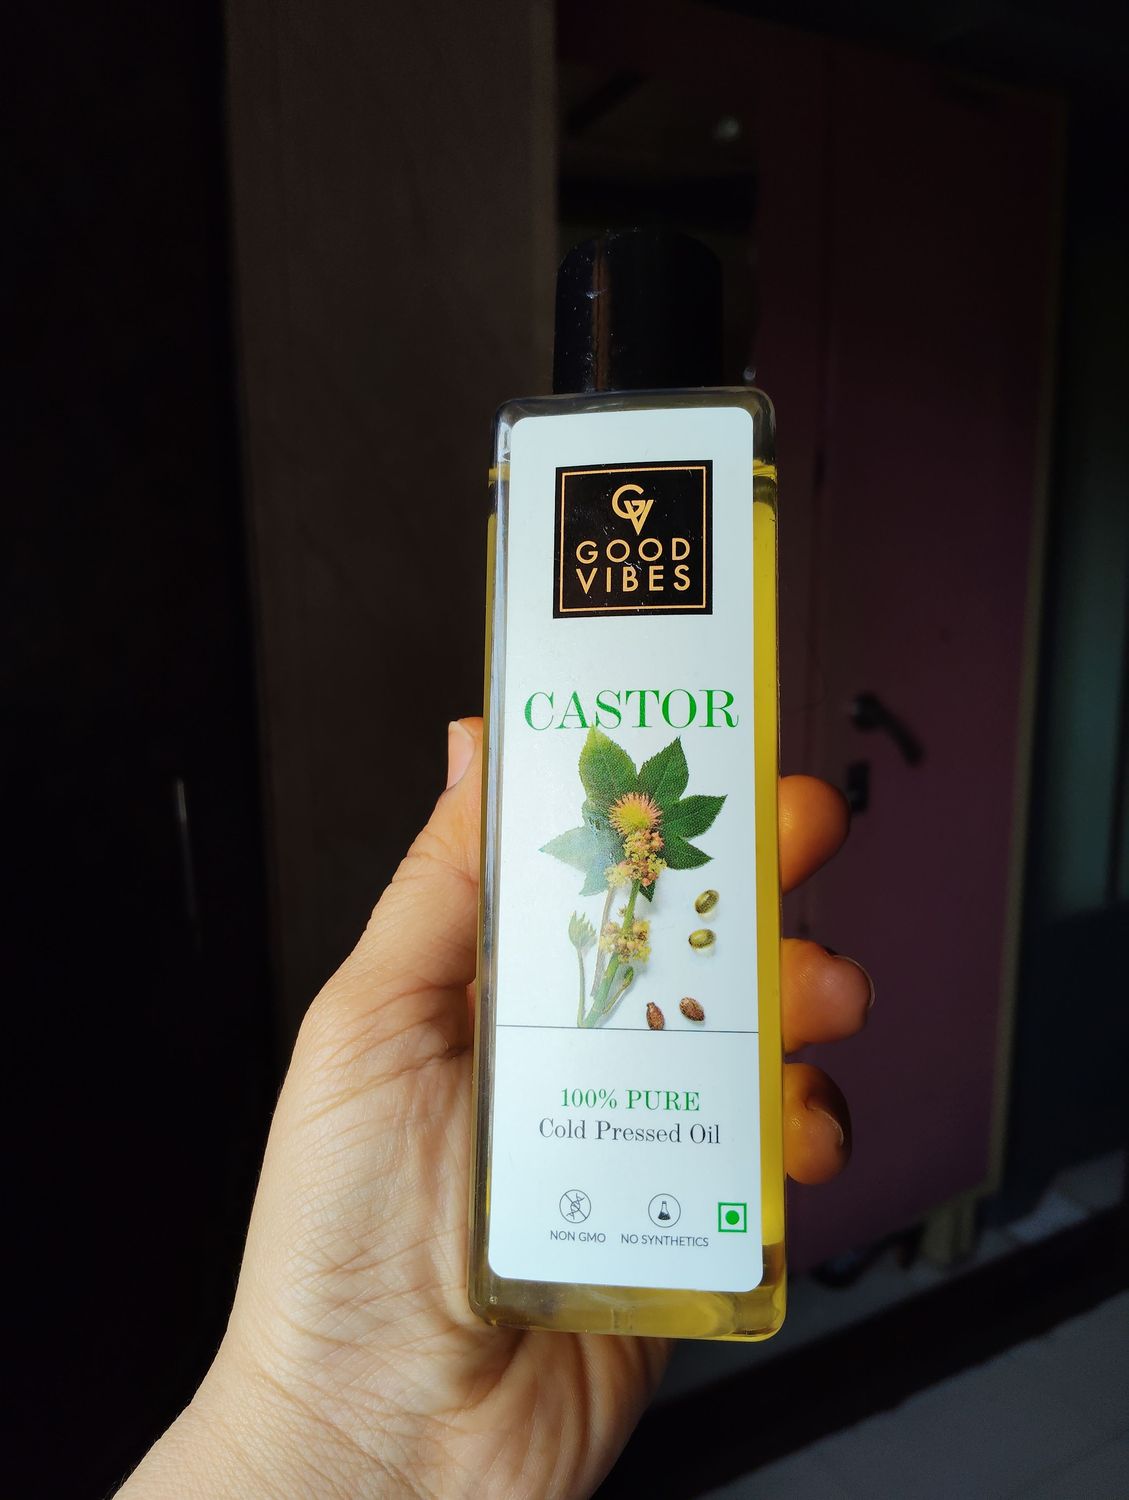 GV
GOOD
VIBES
CASTOR
100% PURE
Cold Pressed Oil
NON GMO
NO SYNTHETICS